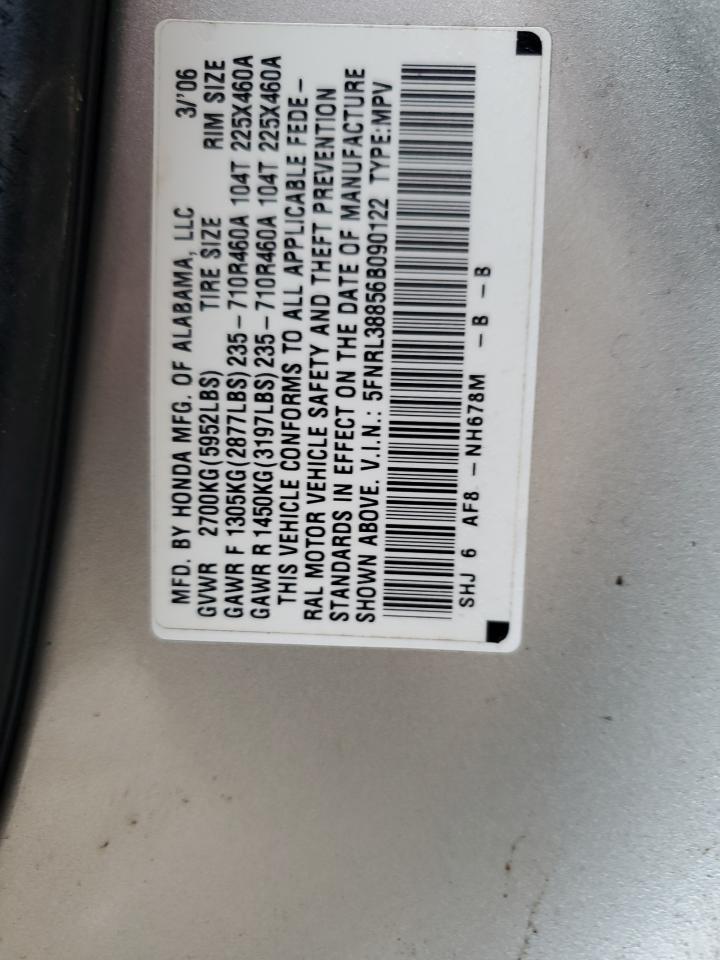 MFD. BY HONDA MFG. OF ALABAMA, LLC 3/'06
GVWR 2700KG(5952LBS) TIRE SIZE RIM SIZE
GAWR F 1305KG(2877LBS)235-710R460A 104T 225X460A
GAWR R 1450KG(3197LBS)235-710R460A 104T 225X460A
THIS VEHICLE CONFORMS TO ALL APPLICABLE FEDE-
RAL MOTOR VEHICLE SAFETY AND THEFT PREVENTION
STANDARDS IN EFFECT ON THE DATE OF MANUFACTURE
SHOWN ABOVE. V.I.N.: 5FNRL38856B090122 TYPE:MPV
SHJ 6 AF8 -NH678M -B -B